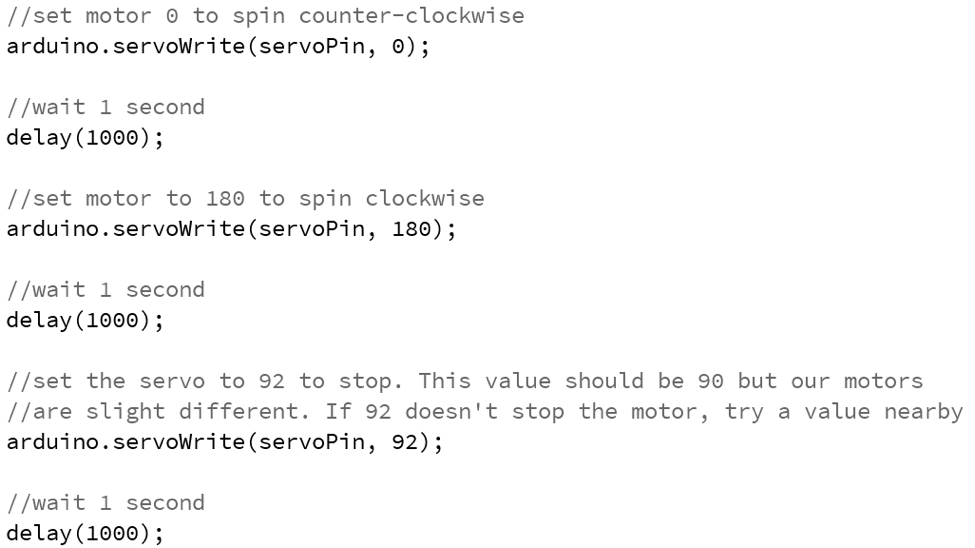 //set motor 0 to spin counter-clockwise
arduino.servoWrite(servoPin, 0);
//wait 1 second
delay(1000);
//set motor to 180 to spin clockwise
arduino.servoWrite(servoPin, 180);
//wait 1 second
delay(1000);
//set the servo to 92 to stop. This value should be 90 but our motors
//are slight different. If 92 doesn't stop the motor, try a value nearby
arduino.servoWrite(servoPin, 92);
//wait 1 second
delay(1000);